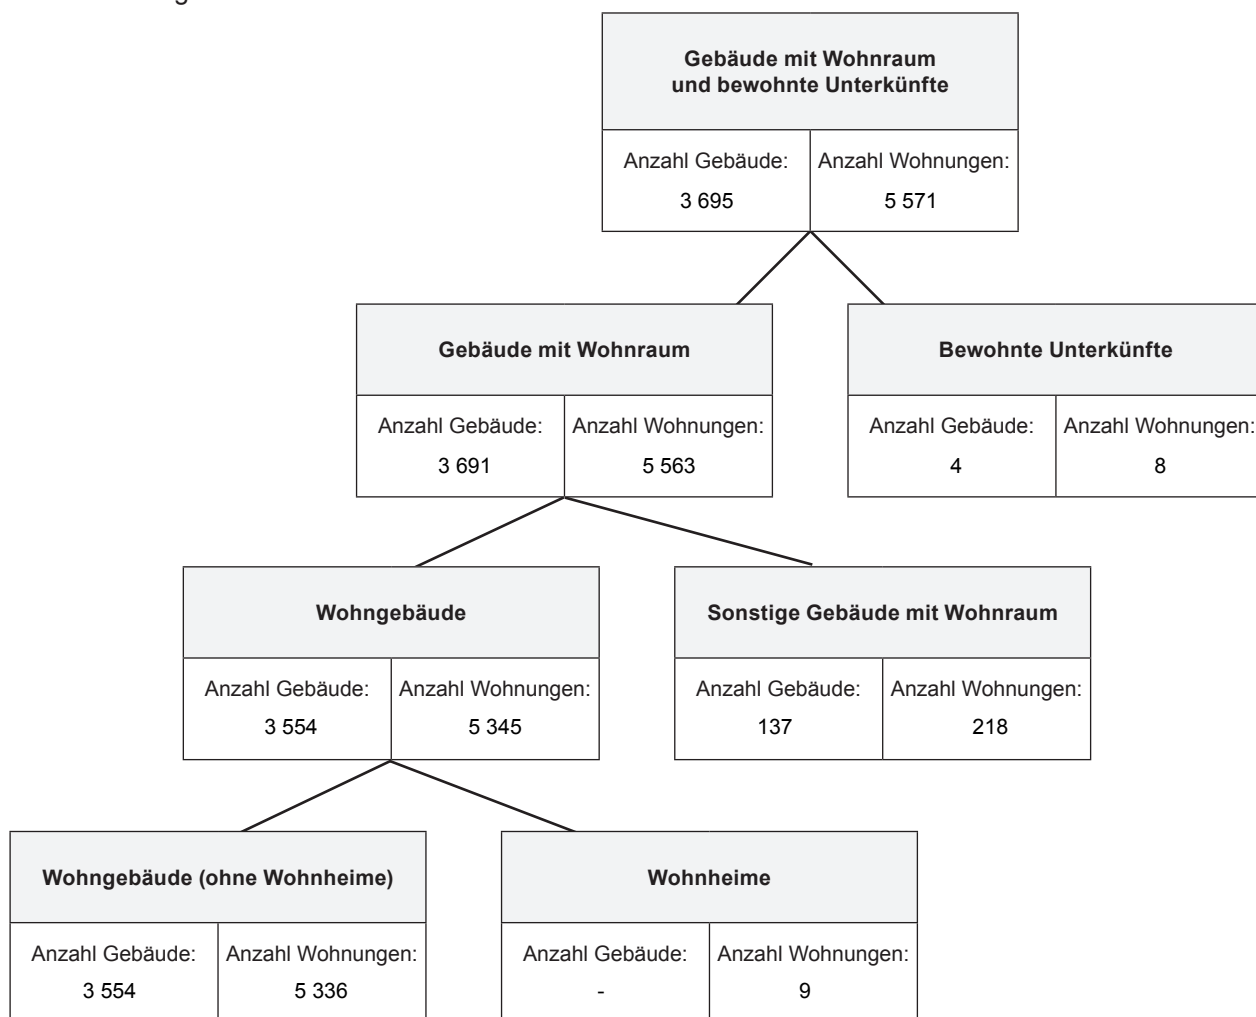 Gebäude mit Wohnraum
und bewohnte Unterkünfte
Anzahl Gebäude: Anzahl Wohnungen:
3 695 5 571
Gebäude mit Wohnraum
Anzahl Gebäude: Anzahl Wohnungen:
3 691 5 563
Bewohnte Unterkünfte
Anzahl Gebäude: Anzahl Wohnungen:
4 8
Wohngebäude
Anzahl Gebäude: Anzahl Wohnungen:
3 554 5 345
Sonstige Gebäude mit Wohnraum
Anzahl Gebäude: Anzahl Wohnungen:
137 218
Wohngebäude (ohne Wohnheime)
Anzahl Gebäude: Anzahl Wohnungen:
3 554 5 336
Wohnheime
Anzahl Gebäude: Anzahl Wohnungen:
- 9